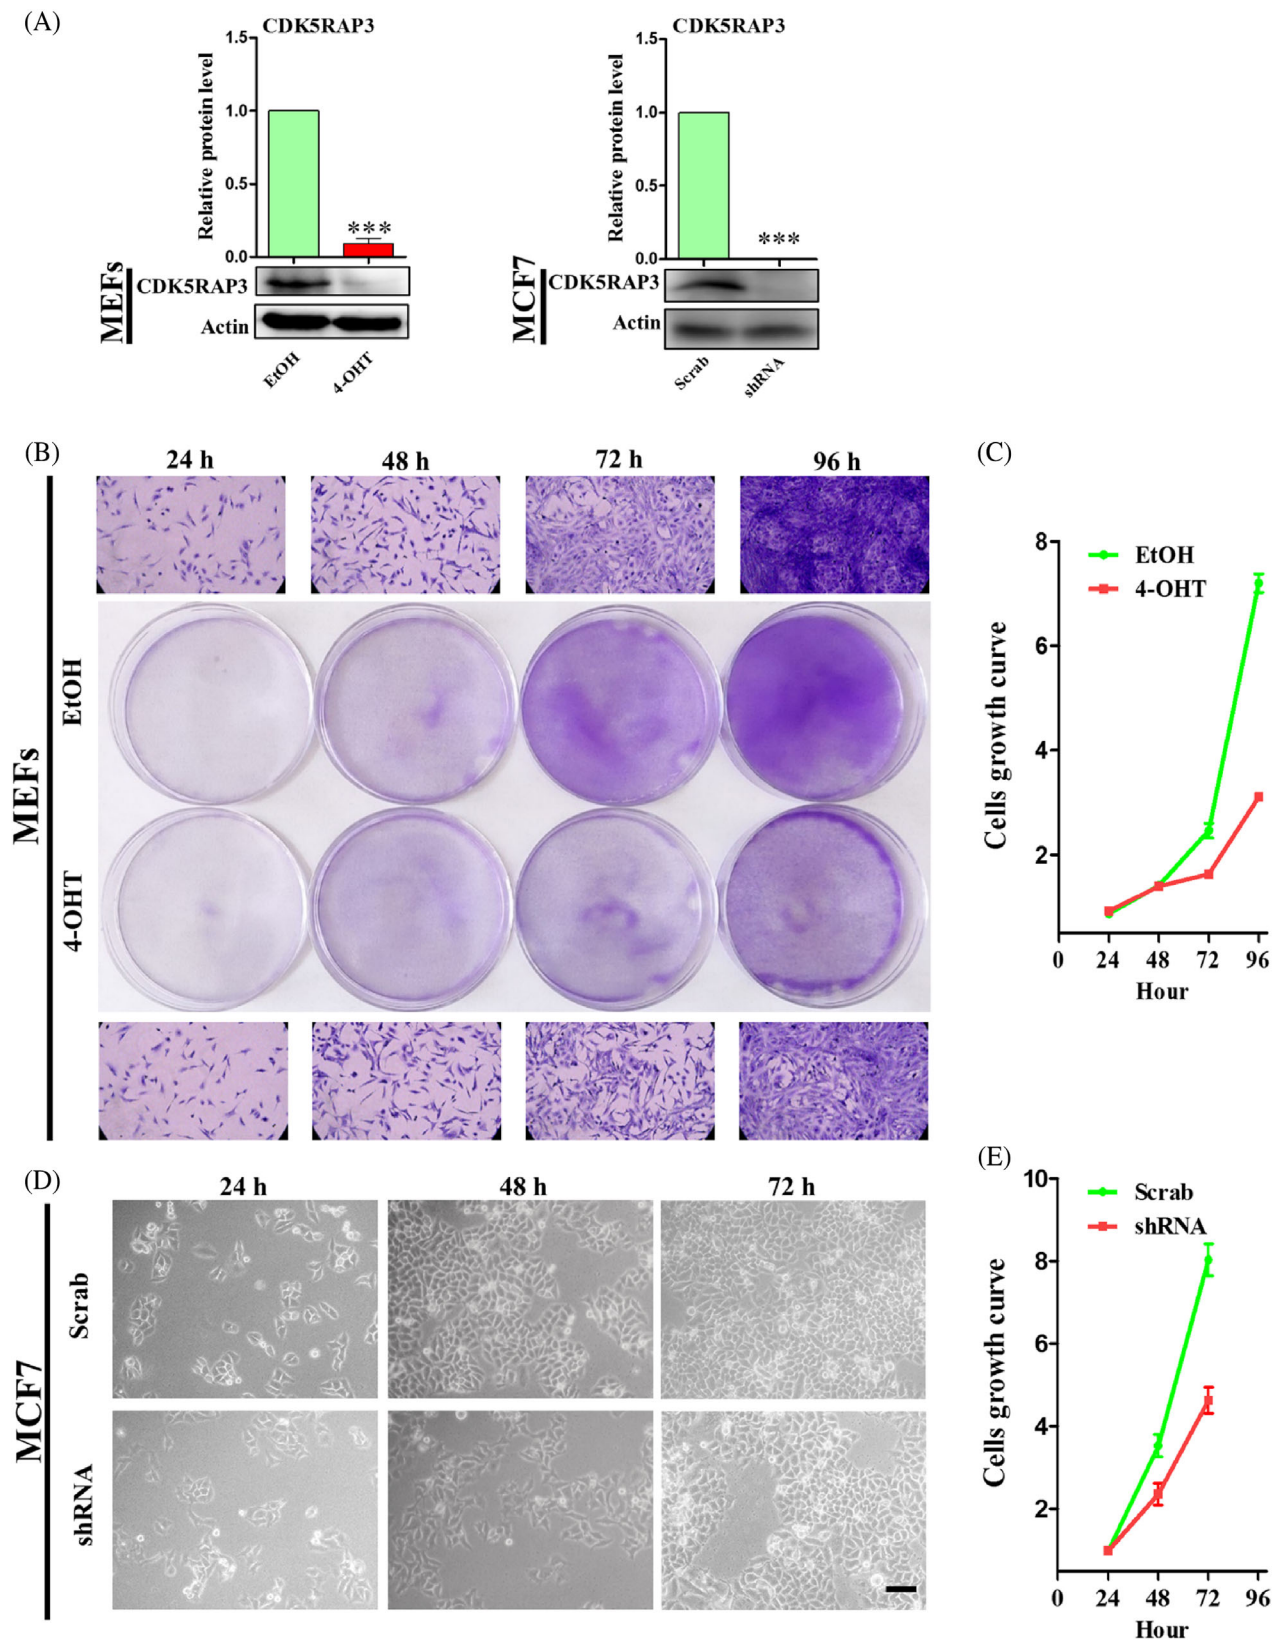 (A)
CDK5RAP3
1.5
1.0
0.5
0.0
Relative protein level
***
MEFs
CDK5RAP3
Actin
EtOH
4-OHT
CDK5RAP3
1.5
1.0
0.5
0.0
Relative protein level
***
MCF7
CDK5RAP3
Actin
Scrab
shRNA
(B)
24 h
48 h
72 h
96 h
MEFs
EtOH
4-OHT
(C)
8
6
4
2
Cells growth curve
EtOH
4-OHT
0
24
48
72
96
Hour
(D)
24 h
48 h
72 h
MCF7
Scrab
shRNA
(E)
10
8
6
4
2
Cells growth curve
Scrab
shRNA
0
24
48
72
96
Hour